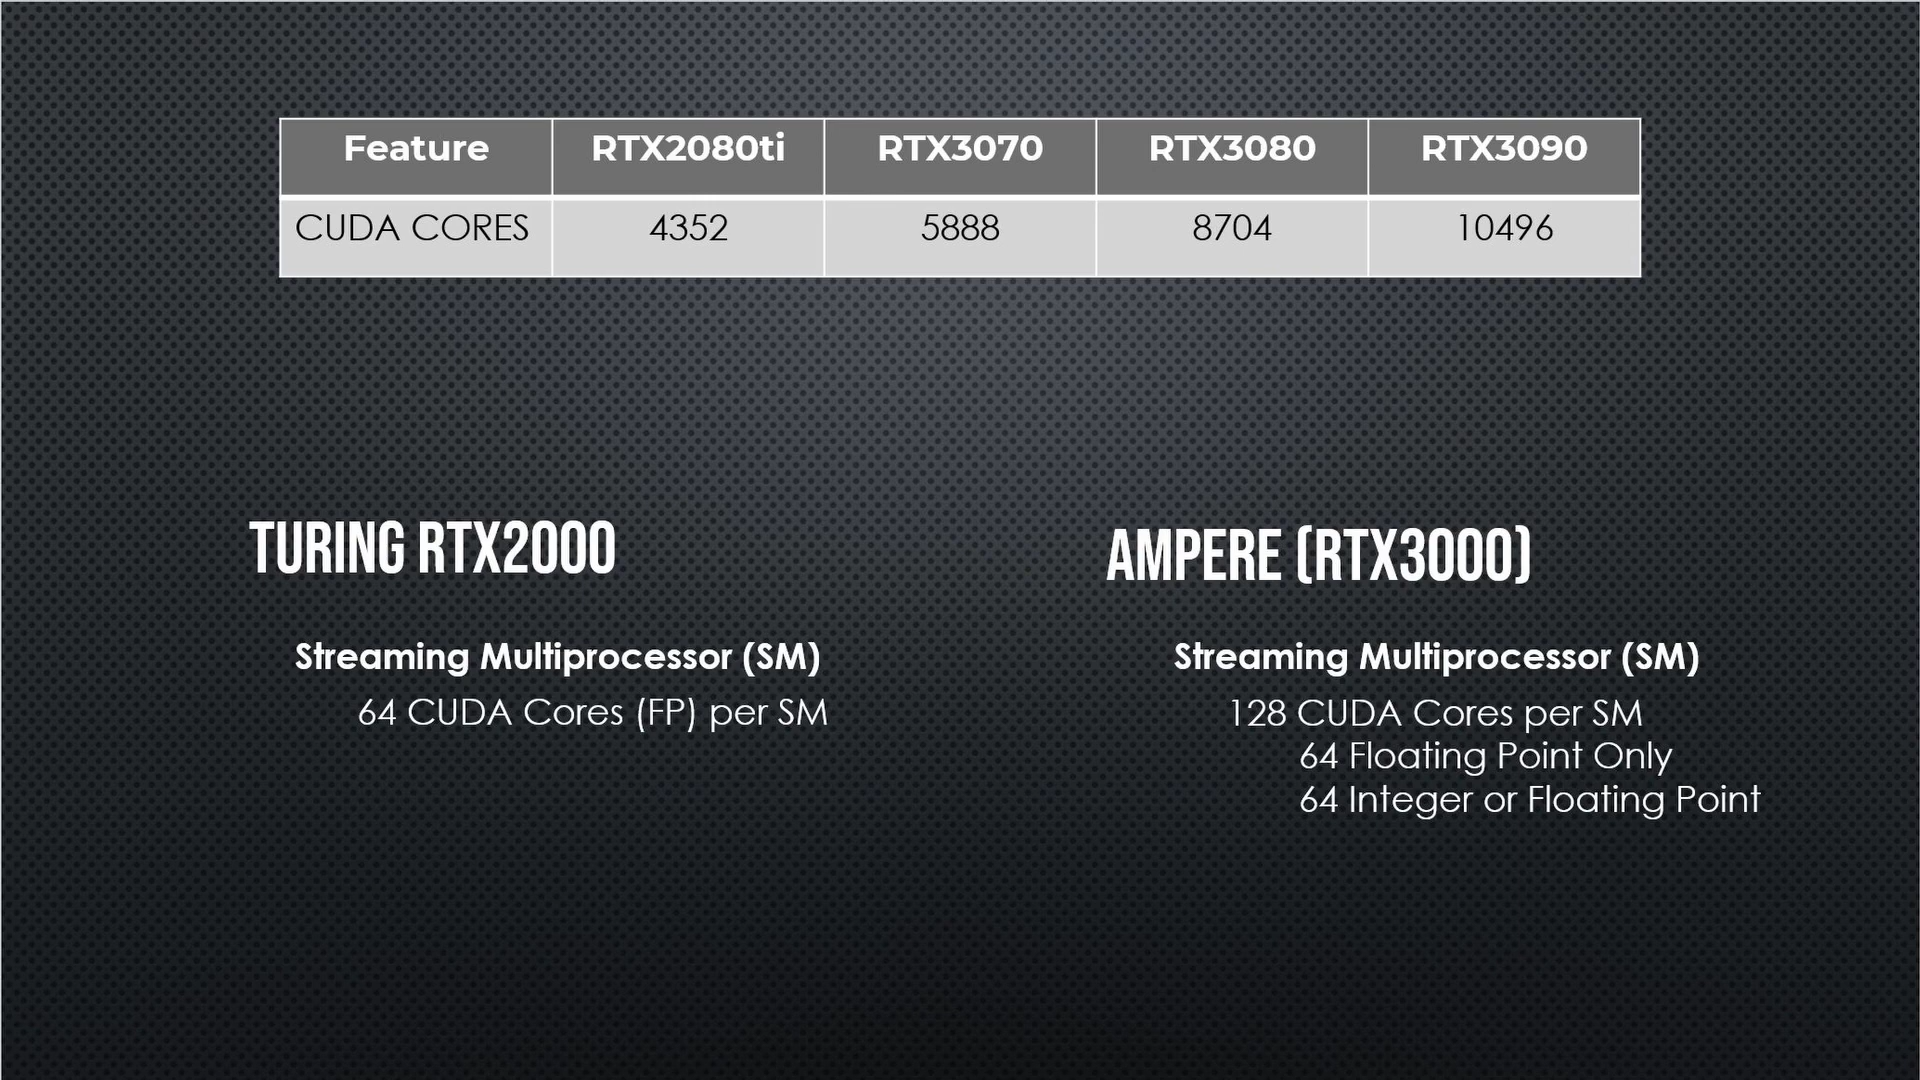 Feature RTX2080ti RTX3070 RTX3080 RTX3090
CUDA CORES 4352 5888 8704 10496
TURING RTX2000
Streaming Multiprocessor (SM)
64 CUDA Cores (FP) per SM
AMPERE (RTX3000)
Streaming Multiprocessor (SM)
128 CUDA Cores per SM
64 Floating Point Only
64 Integer or Floating Point